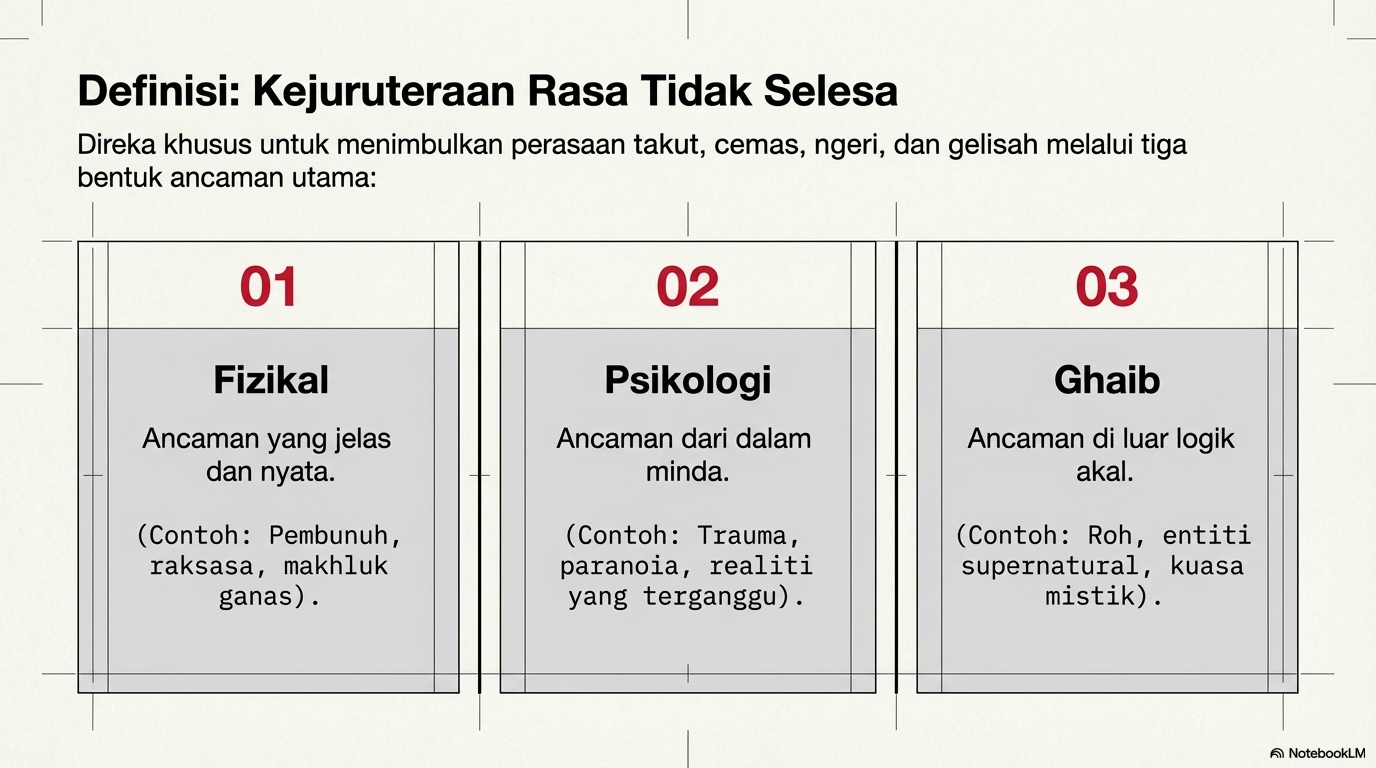 Definisi: Kejuruteraan Rasa Tidak Selesa
Direka khusus untuk menimbulkan perasaan takut, cemas, ngeri, dan gelisah melalui tiga
bentuk ancaman utama:
01
Fizikal
Ancaman yang jelas
dan nyata.
(Contoh: Pembunuh,
raksasa, makhluk
ganas).
02
Psikologi
Ancaman dari dalam
minda.
(Contoh: Trauma,
paranoia, realiti
yang terganggu).
03
Ghaib
Ancaman di luar logik
akal.
(Contoh: Roh, entiti
supernatural, kuasa
mistik).
NotebookLM